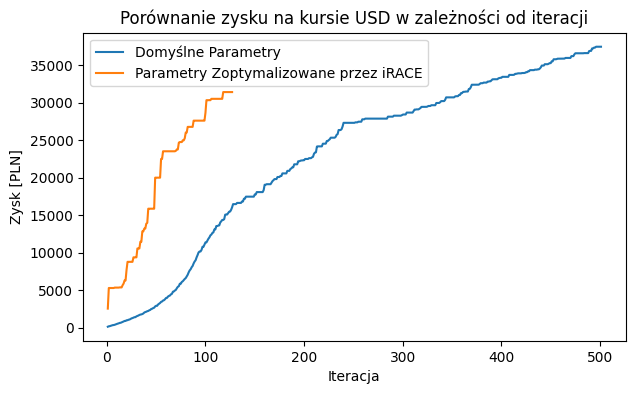 Porównanie zysku na kursie USD w zależności od iteracji
Domyślne Parametry
Parametry Zoptymalizowane przez iRACE
Zysk [PLN]
35000
30000
25000
20000
15000
10000
5000
0
0 100 200 300 400 500
Iteracja